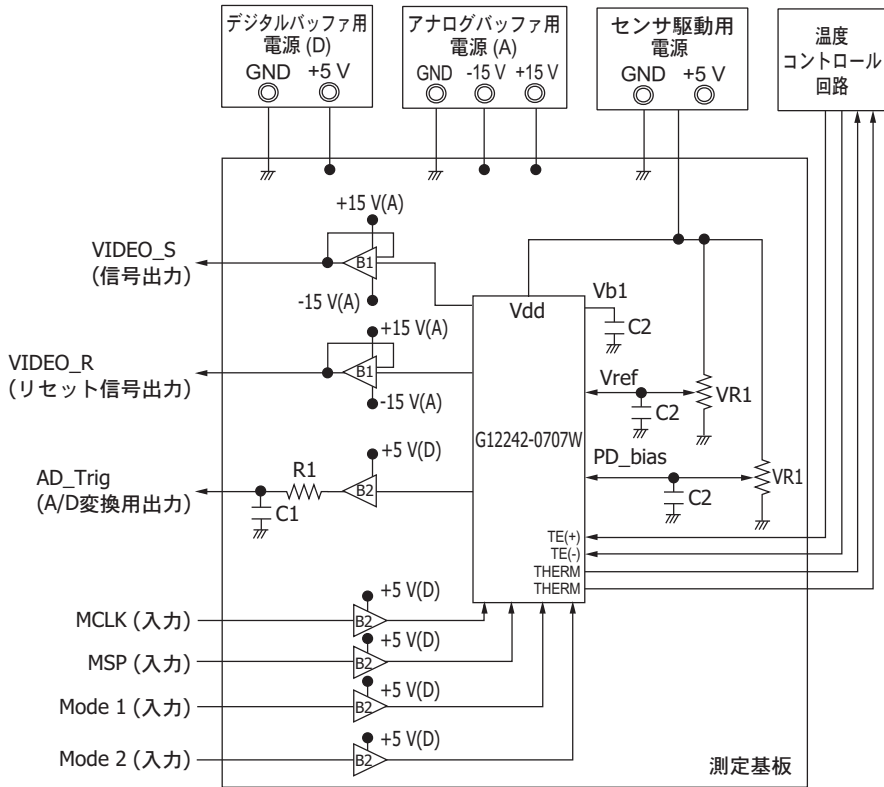 デジタルバッファ用
電源 (D)
GND +5 V
アナログバッファ用
電源 (A)
GND -15 V +15 V
センサ駆動用
電源
GND +5 V
温度
コントロール
回路
+15 V(A)
VIDEO_S
(信号出力)
B1
-15 V(A)
Vdd
Vb1
C2
+15 V(A)
VIDEO_R
(リセット信号出力)
B1
-15 V(A)
Vref
C2
VR1
G12242-0707W
+5 V(D)
AD_Trig
(A/D変換用出力)
R1
B2
C1
PD_bias
C2
VR1
TE(+)
TE(-)
THERM
THERM
+5 V(D)
MCLK (入力)
B2
+5 V(D)
MSP (入力)
B2
+5 V(D)
Mode 1 (入力)
B2
+5 V(D)
Mode 2 (入力)
B2
測定基板